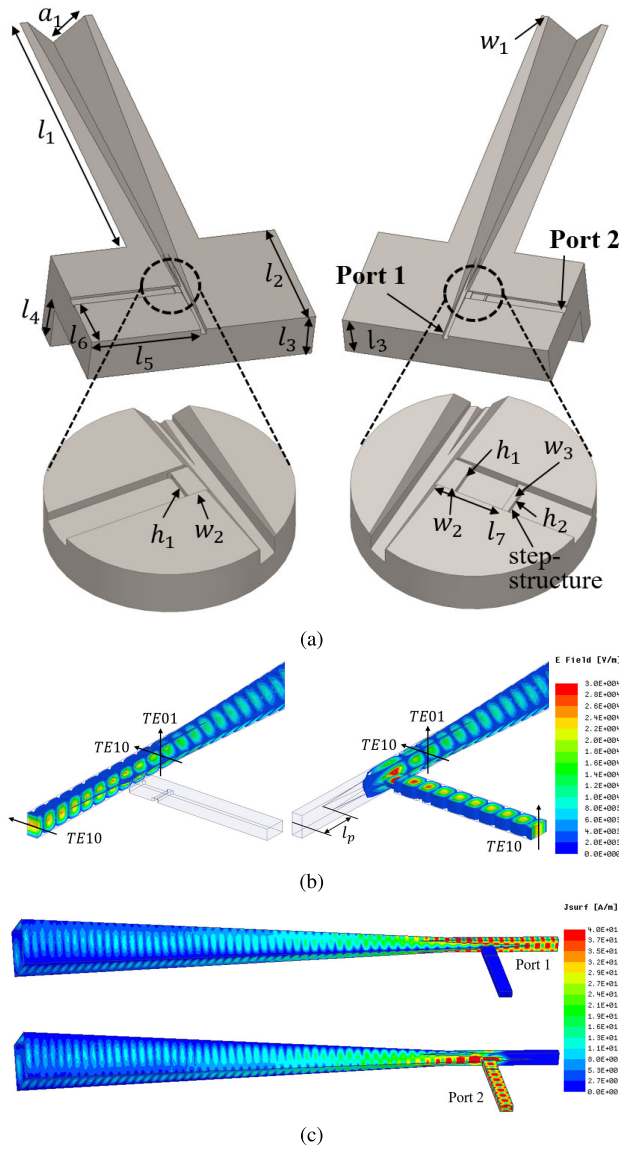 a₁
w₁
l₁
Port 2
Port 1
l₂
l₄
l₆
l₅
l₃
l₃
h₁
w₃
h₁
w₂
w₂
l₇
h₂
step-
structure
(a)
E Field [V/m]
3.0E+004
2.8E+004
2.6E+004
2.4E+004
2.2E+004
2.0E+004
1.8E+004
1.6E+004
1.4E+004
1.2E+004
1.0E+004
8.0E+003
6.0E+003
4.0E+003
2.0E+003
0.0E+000
TE01
TE10
TE10
TE01
TE10
lₚ
TE10
(b)
Jsurf [A/m]
4.0E+01
3.7E+01
3.5E+01
3.2E+01
2.9E+01
2.7E+01
2.4E+01
2.1E+01
1.9E+01
1.6E+01
1.3E+01
1.1E+01
8.0E+00
5.3E+00
2.7E+00
0.0E+00
Port 1
Port 2
(c)